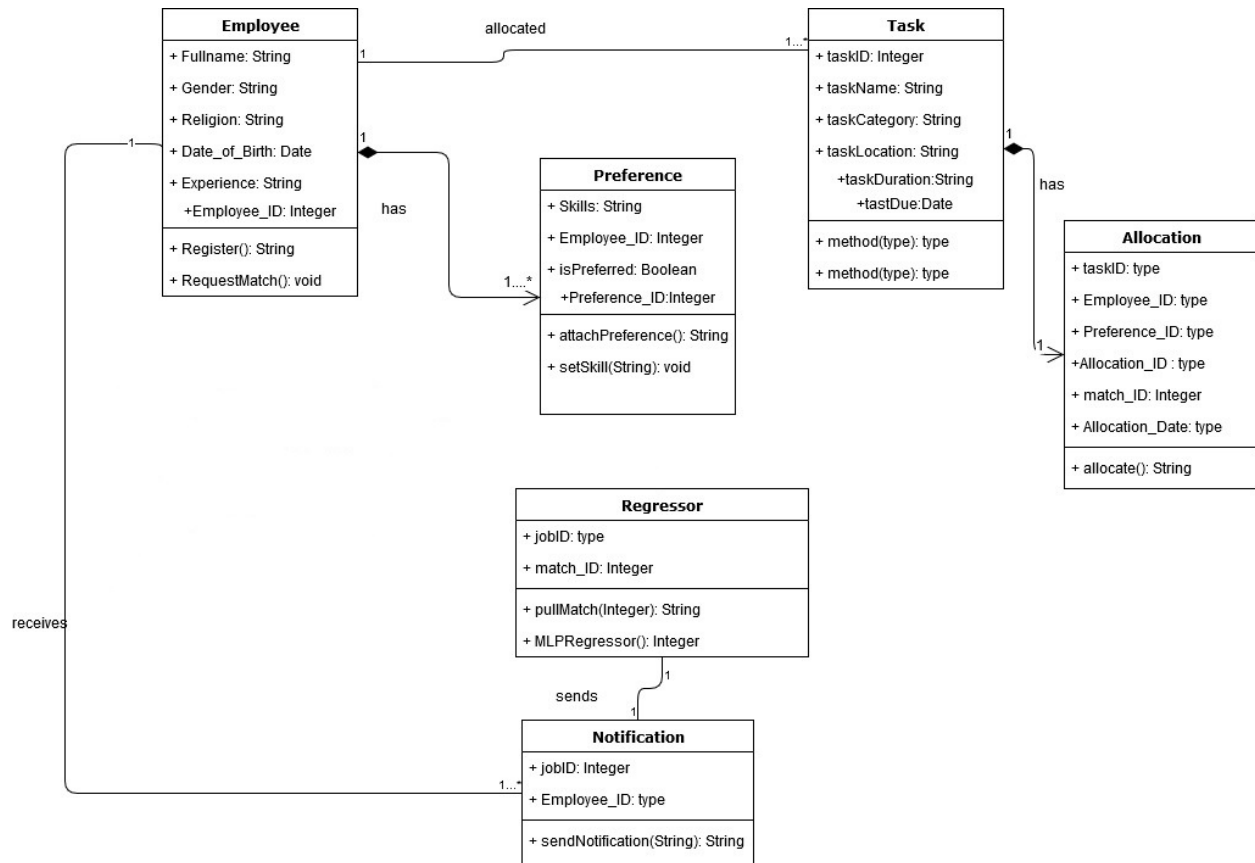 Employee
+ Fullname: String
+ Gender: String
+ Religion: String
+ Date_of_Birth: Date
+ Experience: String
+Employee_ID: Integer
+ Register(): String
+ RequestMatch(): void
allocated
1
1...*
Task
+ taskID: Integer
+ taskName: String
+ taskCategory: String
+ taskLocation: String
+taskDuration:String
+tastDue:Date
+ method(type): type
+ method(type): type
1
1
has
1....*
Preference
+ Skills: String
+ Employee_ID: Integer
+ isPreferred: Boolean
+Preference_ID:Integer
+ attachPreference(): String
+ setSkill(String): void
1
has
1
Allocation
+ taskID: type
+ Employee_ID: type
+ Preference_ID: type
+Allocation_ID : type
+ match_ID: Integer
+ Allocation_Date: type
+ allocate(): String
Regressor
+ jobID: type
+ match_ID: Integer
+ pullMatch(Integer): String
+ MLPRegressor(): Integer
1
sends
1
receives
1...*
Notification
+ jobID: Integer
+ Employee_ID: type
+ sendNotification(String): String